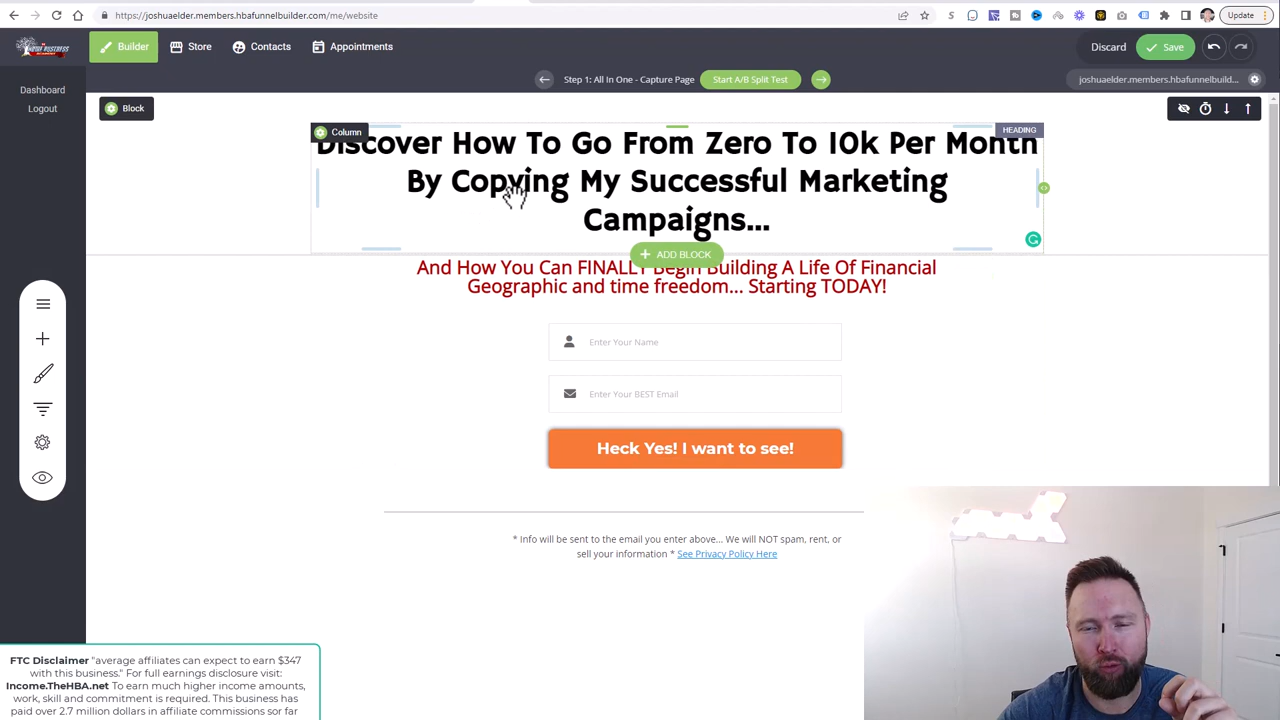 https://joshuaelder.members.hbafunnelbuilder.com/me/website
Update
Builder
Store
Contacts
Appointments
Discard
Save
Step 1: All In One - Capture Page
Start A/B Split Test
joshuaelder.members.hbafunnelbuild...
Dashboard
Logout
Block
Column
HEADING
Discover How To Go From Zero To 10k Per Month
By Copying My Successful Marketing
Campaigns...
ADD BLOCK
And How You Can FINALLY Begin Building A Life Of Financial
Geographic and time freedom... Starting TODAY!
Enter Your Name
Enter Your BEST Email
Heck Yes! I want to see!
* Info will be sent to the email you enter above... We will NOT spam, rent, or
sell your information * See Privacy Policy Here
FTC Disclaimer "average affiliates can expect to earn $347
with this business." For full earnings disclosure visit:
Income.TheHBA.net To earn much higher income amounts,
work, skill and commitment is required. This business has
paid over 2.7 million dollars in affiliate commissions sor far